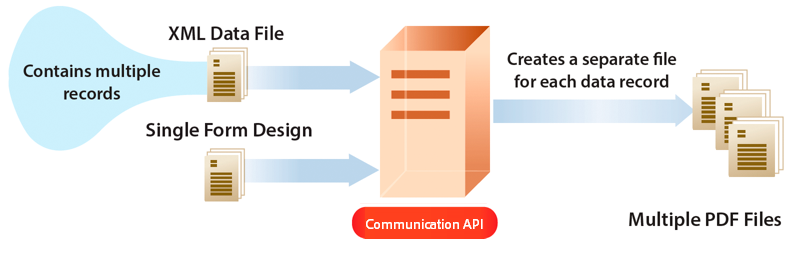 XML Data File
Contains multiple
records
Single Form Design
Communication API
Creates a separate file
for each data record
Multiple PDF Files